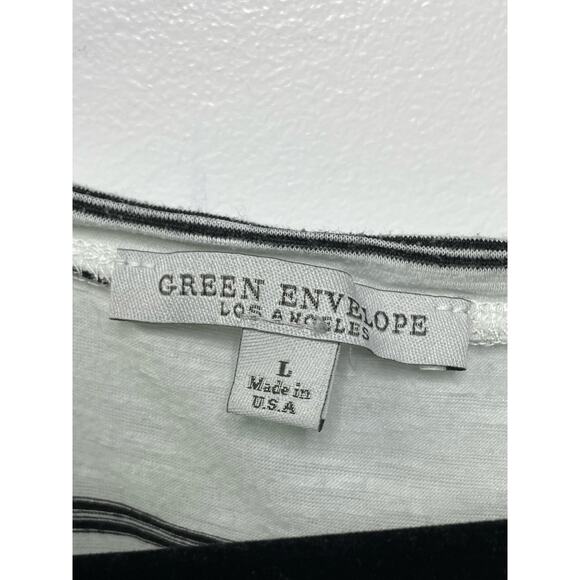 GREEN ENVELOPE
LOS ANGELES
L
Made in
U.S.A